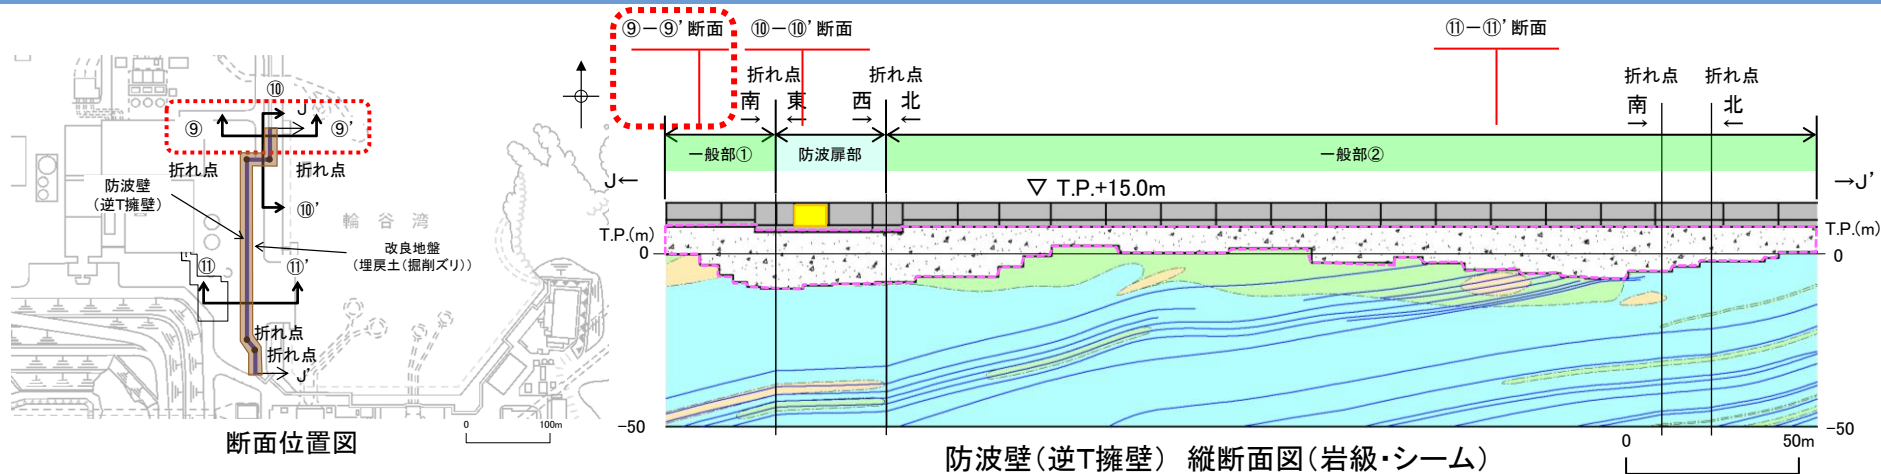 ⑩
J
⑨
⑨’
折れ点
折れ点
防波壁
(逆T擁壁)
⑩’
輪谷湾
改良地盤
(埋戻土(掘削ズリ))
⑪
⑪’
折れ点
折れ点
J’
0
100m
断面位置図
⑨-⑨’断面
⑩-⑩’断面
⑪-⑪’断面
折れ点
折れ点
折れ点
折れ点
南
東
西
北
南
北
→
←
→
←
→
←
一般部①
防波扉部
一般部②
J←
▽ T.P.+15.0m
→J’
T.P.(m)
T.P.(m)
0
0
-50
-50
0
50m
防波壁(逆T擁壁) 縦断面図(岩級・シーム)